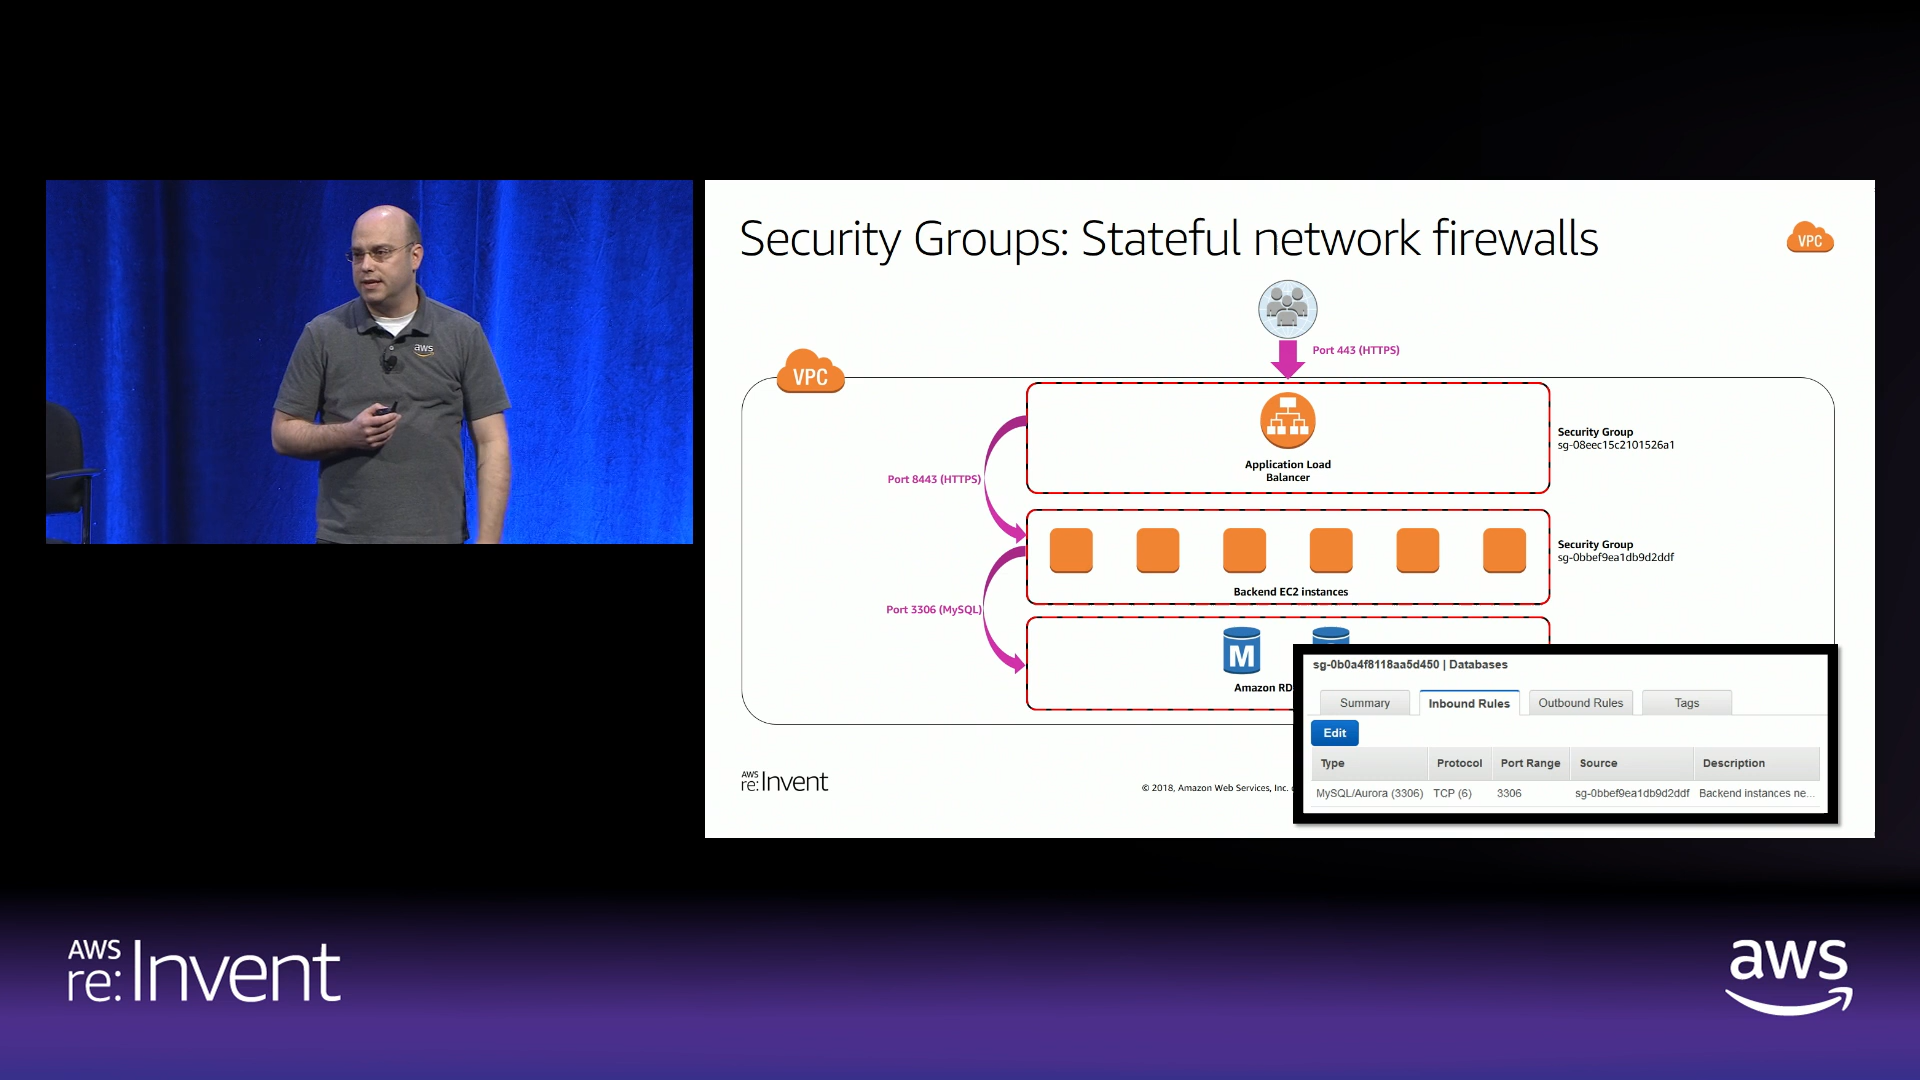 aws
Security Groups: Stateful network firewalls
VPC
Port 443 (HTTPS)
VPC
Application Load
Balancer
Security Group
sg-08eec15c2101526a1
Port 8443 (HTTPS)
Backend EC2 instances
Security Group
sg-0bbef9ea1db9d2ddf
Port 3306 (MySQL)
M
Amazon RD
sg-0b0a4f8118aa5d450 | Databases
Summary
Inbound Rules
Outbound Rules
Tags
Edit
Type Protocol Port Range Source Description
MySQL/Aurora (3306) TCP (6) 3306 sg-0bbef9ea1db9d2ddf Backend instances ne...
AWS
re:Invent
© 2018, Amazon Web Services, Inc.
AWS
re:Invent
aws